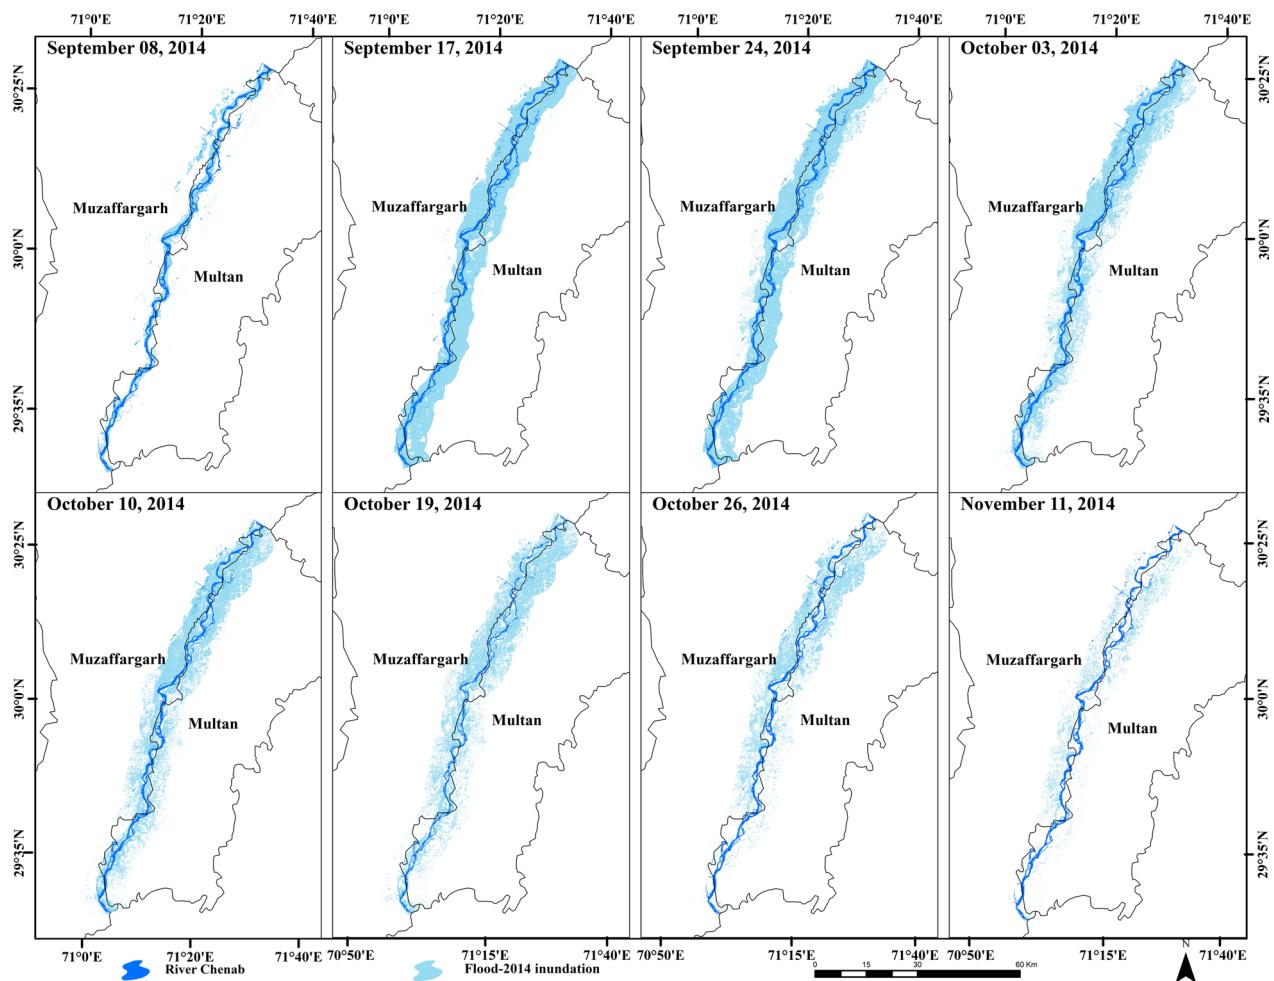 71°0'E 71°20'E 71°40'E 71°0'E 71°20'E 71°40'E 71°0'E 71°20'E 71°40'E 71°0'E 71°20'E 71°40'E
September 08, 2014 September 17, 2014 September 24, 2014 October 03, 2014
30°25'N 30°25'N
Muzaffargarh Muzaffargarh Muzaffargarh Muzaffargarh
30°0'N 30°0'N
Multan Multan Multan Multan
29°35'N 29°35'N
October 10, 2014 October 19, 2014 October 26, 2014 November 11, 2014
30°25'N 30°25'N
Muzaffargarh Muzaffargarh Muzaffargarh Muzaffargarh
30°0'N 30°0'N
Multan Multan Multan Multan
29°35'N 29°35'N
71°0'E 71°20'E 71°40'E 70°50'E 71°15'E 71°40'E 70°50'E 71°15'E 71°40'E 70°50'E 71°15'E 71°40'E
River Chenab Flood-2014 inundation 0 15 30 60 Km N